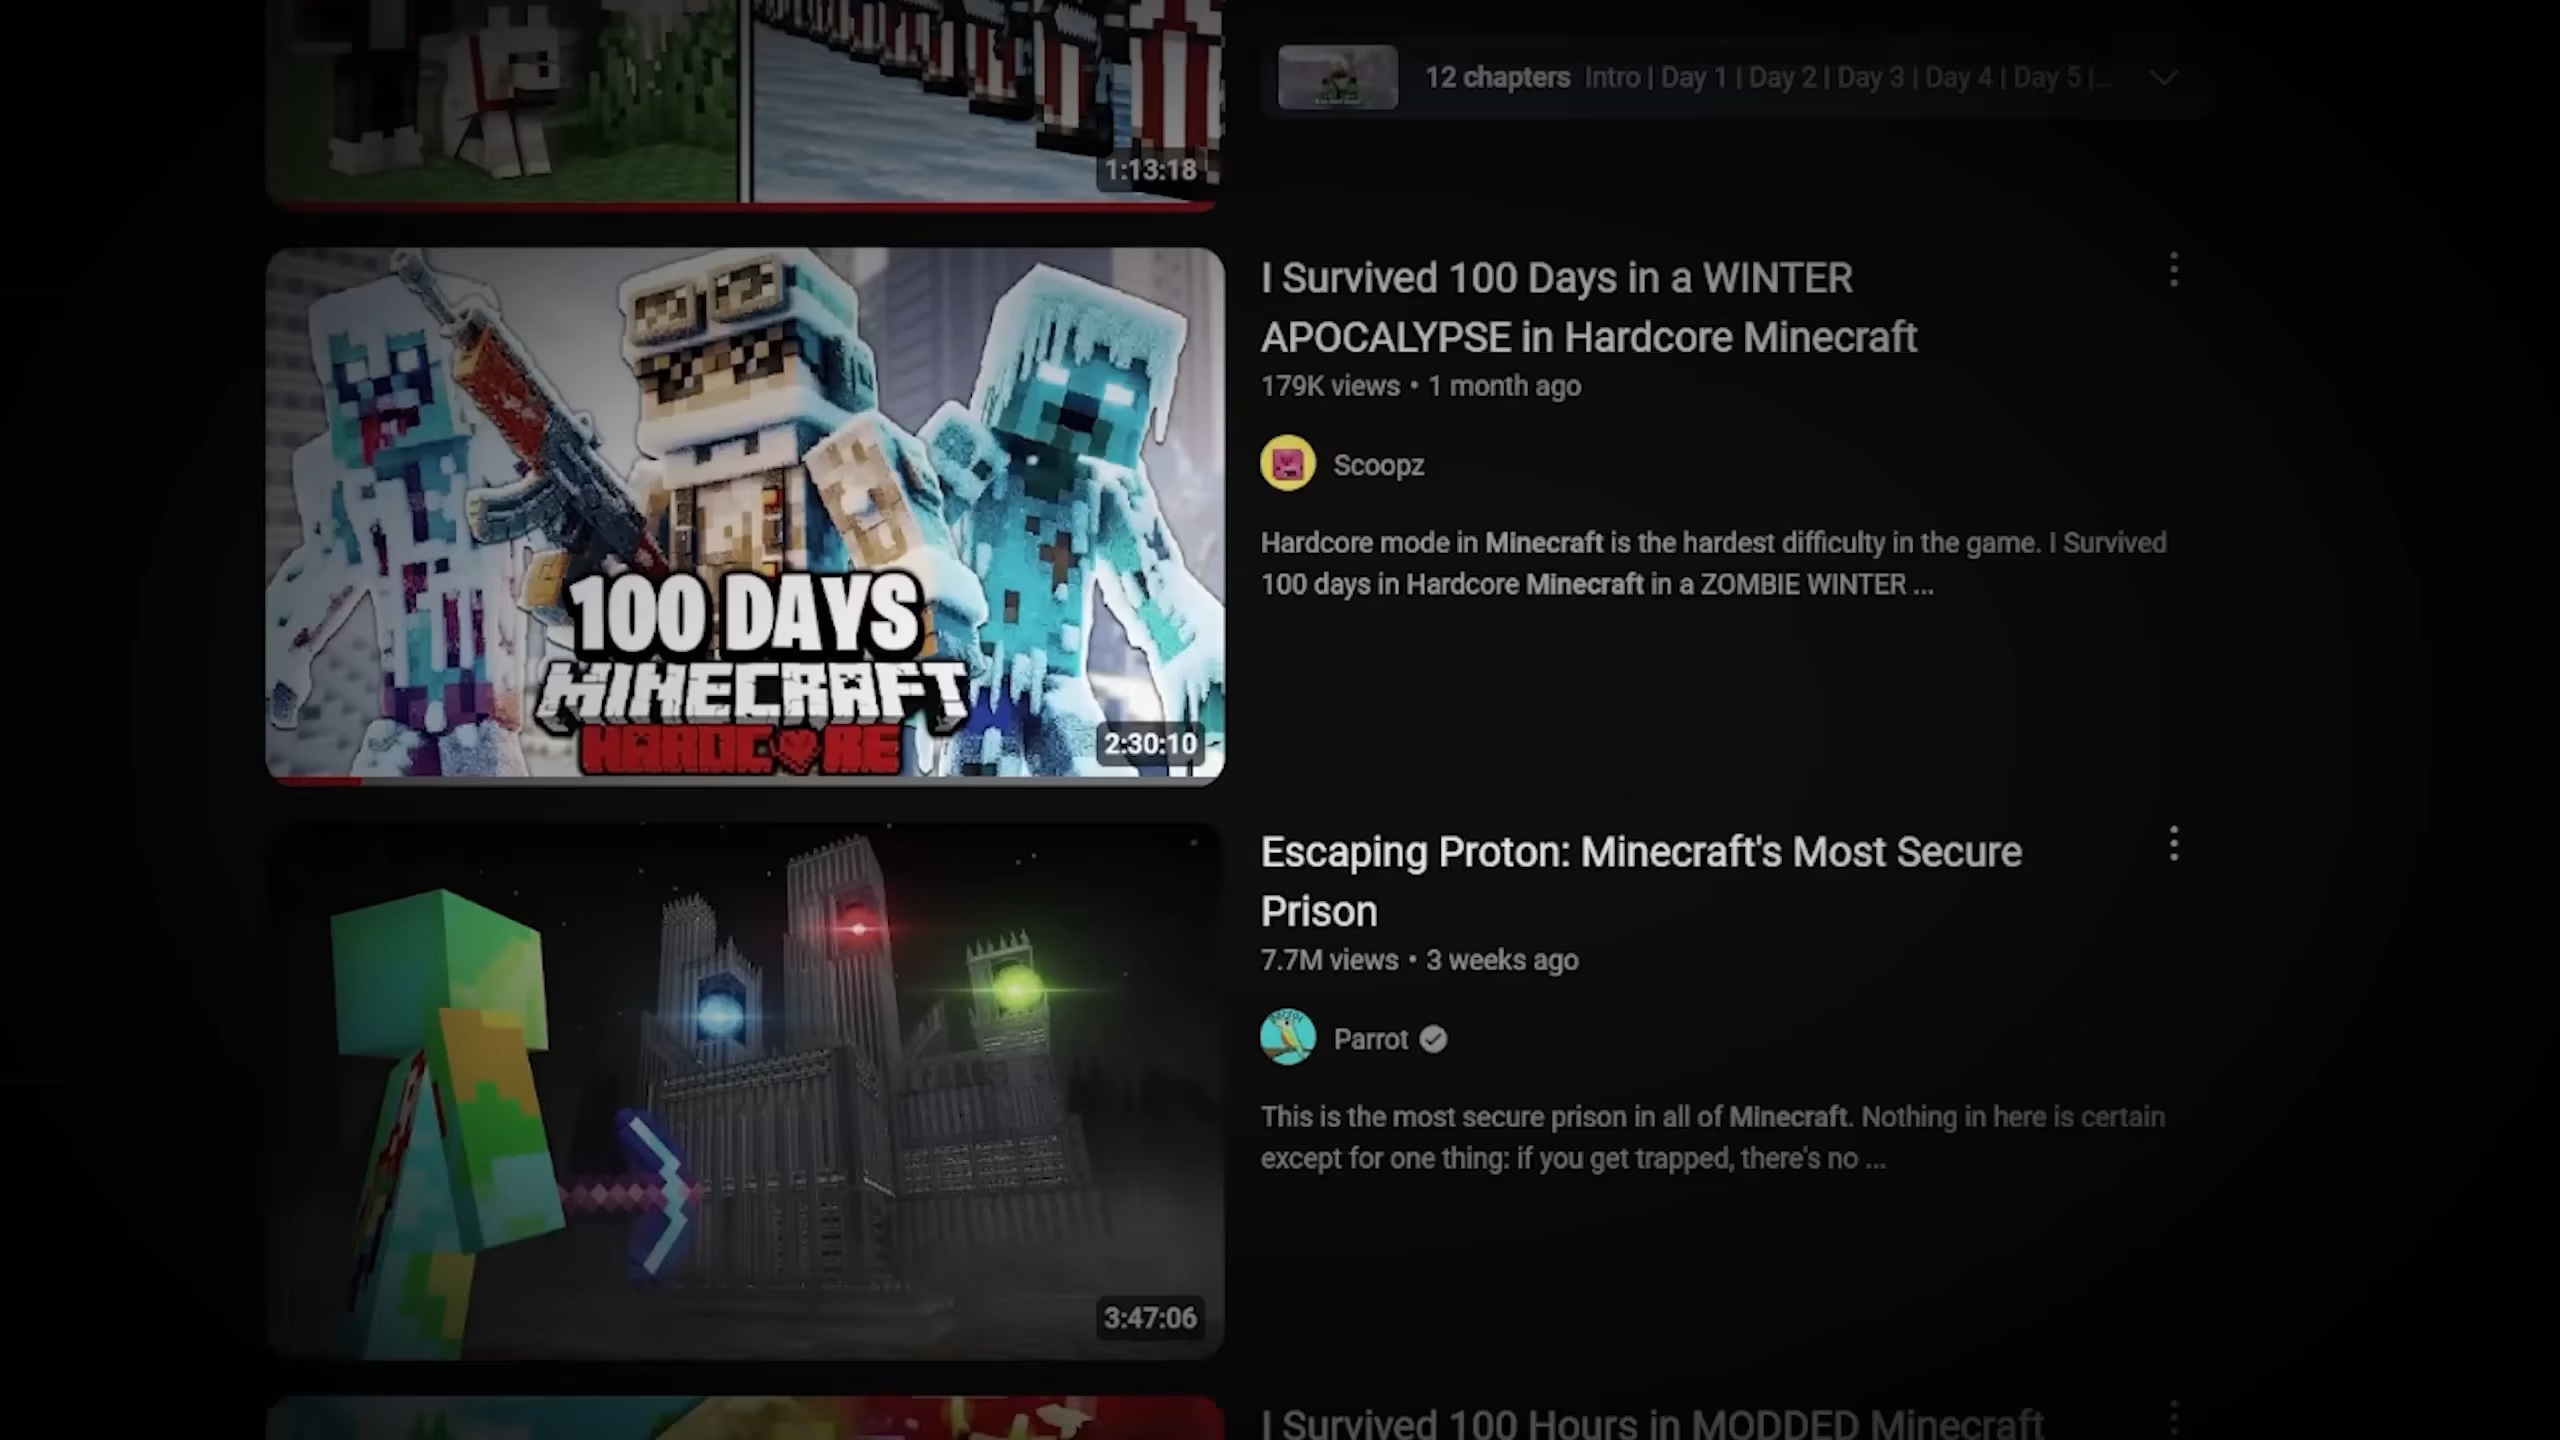 12 chapters Intro | Day 1 | Day 2 | Day 3 | Day 4 | Day 5 |...
1:13:18
I Survived 100 Days in a WINTER
APOCALYPSE in Hardcore Minecraft
179K views • 1 month ago
Scoopz
Hardcore mode in Minecraft is the hardest difficulty in the game. I Survived
100 days in Hardcore Minecraft in a ZOMBIE WINTER ...
100 DAYS
MINECRAFT
HARDCORE
2:30:10
Escaping Proton: Minecraft's Most Secure
Prison
7.7M views • 3 weeks ago
Parrot
This is the most secure prison in all of Minecraft. Nothing in here is certain
except for one thing: if you get trapped, there's no ...
3:47:06
I Survived 100 Hours in MODDED Minecraft